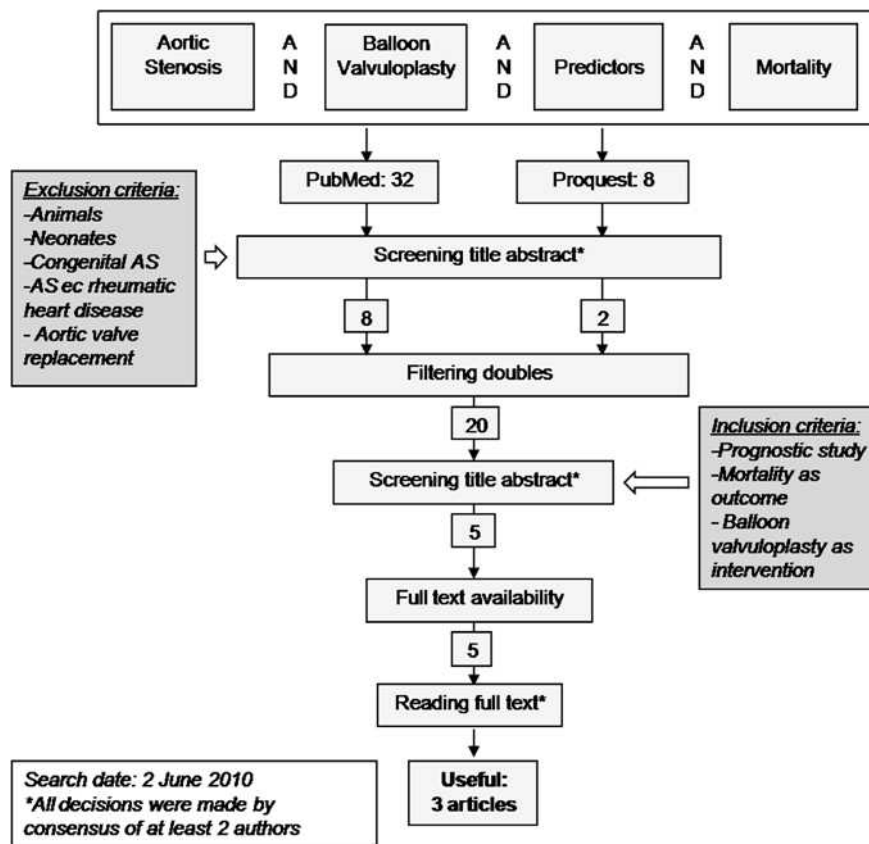 Aortic
Stenosis
A
N
D
Balloon
Valvuloplasty
A
N
D
Predictors
A
N
D
Mortality
PubMed: 32
Proquest: 8
Exclusion criteria:
-Animals
-Neonates
-Congenital AS
-AS ec rheumatic
heart disease
- Aortic valve
replacement
Screening title abstract*
8
2
Filtering doubles
20
Inclusion criteria:
-Prognostic study
-Mortality as
outcome
- Balloon
valvuloplasty as
intervention
Screening title abstract*
5
Full text availability
5
Reading full text*
Useful:
3 articles
Search date: 2 June 2010
*All decisions were made by
consensus of at least 2 authors